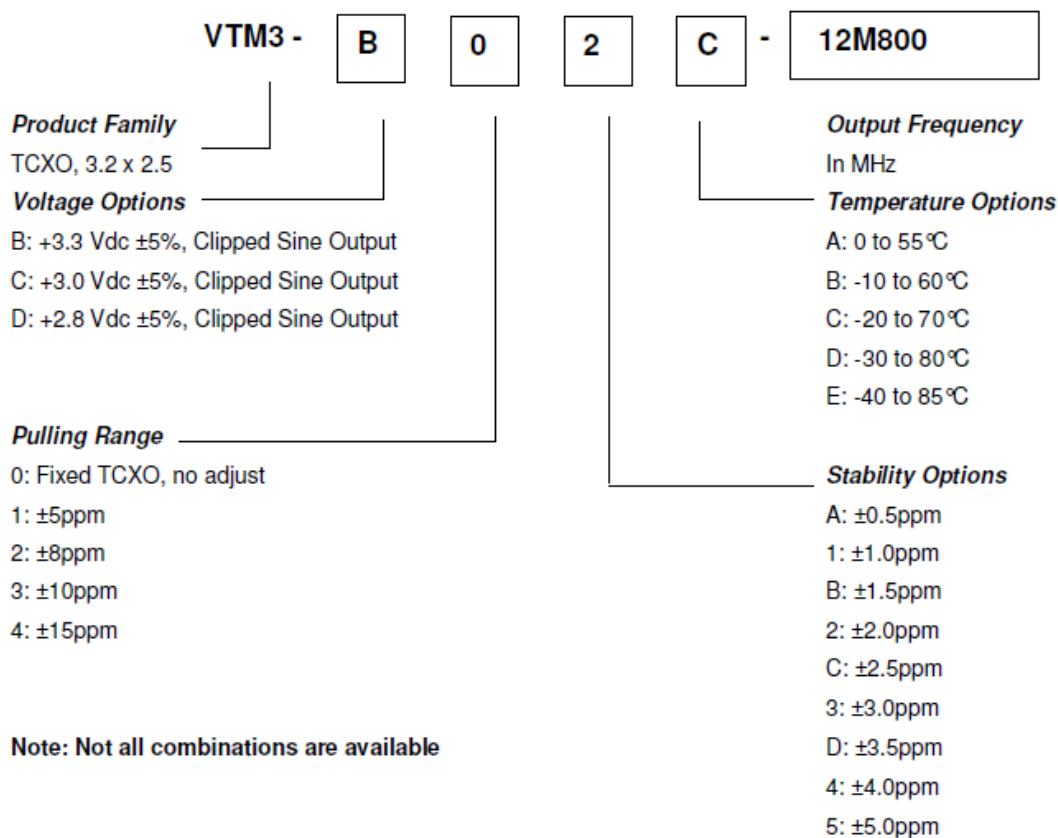 VTM3 - B 0 2 C - 12M800
Product Family
TCXO, 3.2 x 2.5
Voltage Options
B: +3.3 Vdc ±5%, Clipped Sine Output
C: +3.0 Vdc ±5%, Clipped Sine Output
D: +2.8 Vdc ±5%, Clipped Sine Output
Pulling Range
0: Fixed TCXO, no adjust
1: ±5ppm
2: ±8ppm
3: ±10ppm
4: ±15ppm
Note: Not all combinations are available
Output Frequency
In MHz
Temperature Options
A: 0 to 55°C
B: -10 to 60°C
C: -20 to 70°C
D: -30 to 80°C
E: -40 to 85°C
Stability Options
A: ±0.5ppm
1: ±1.0ppm
B: ±1.5ppm
2: ±2.0ppm
C: ±2.5ppm
3: ±3.0ppm
D: ±3.5ppm
4: ±4.0ppm
5: ±5.0ppm